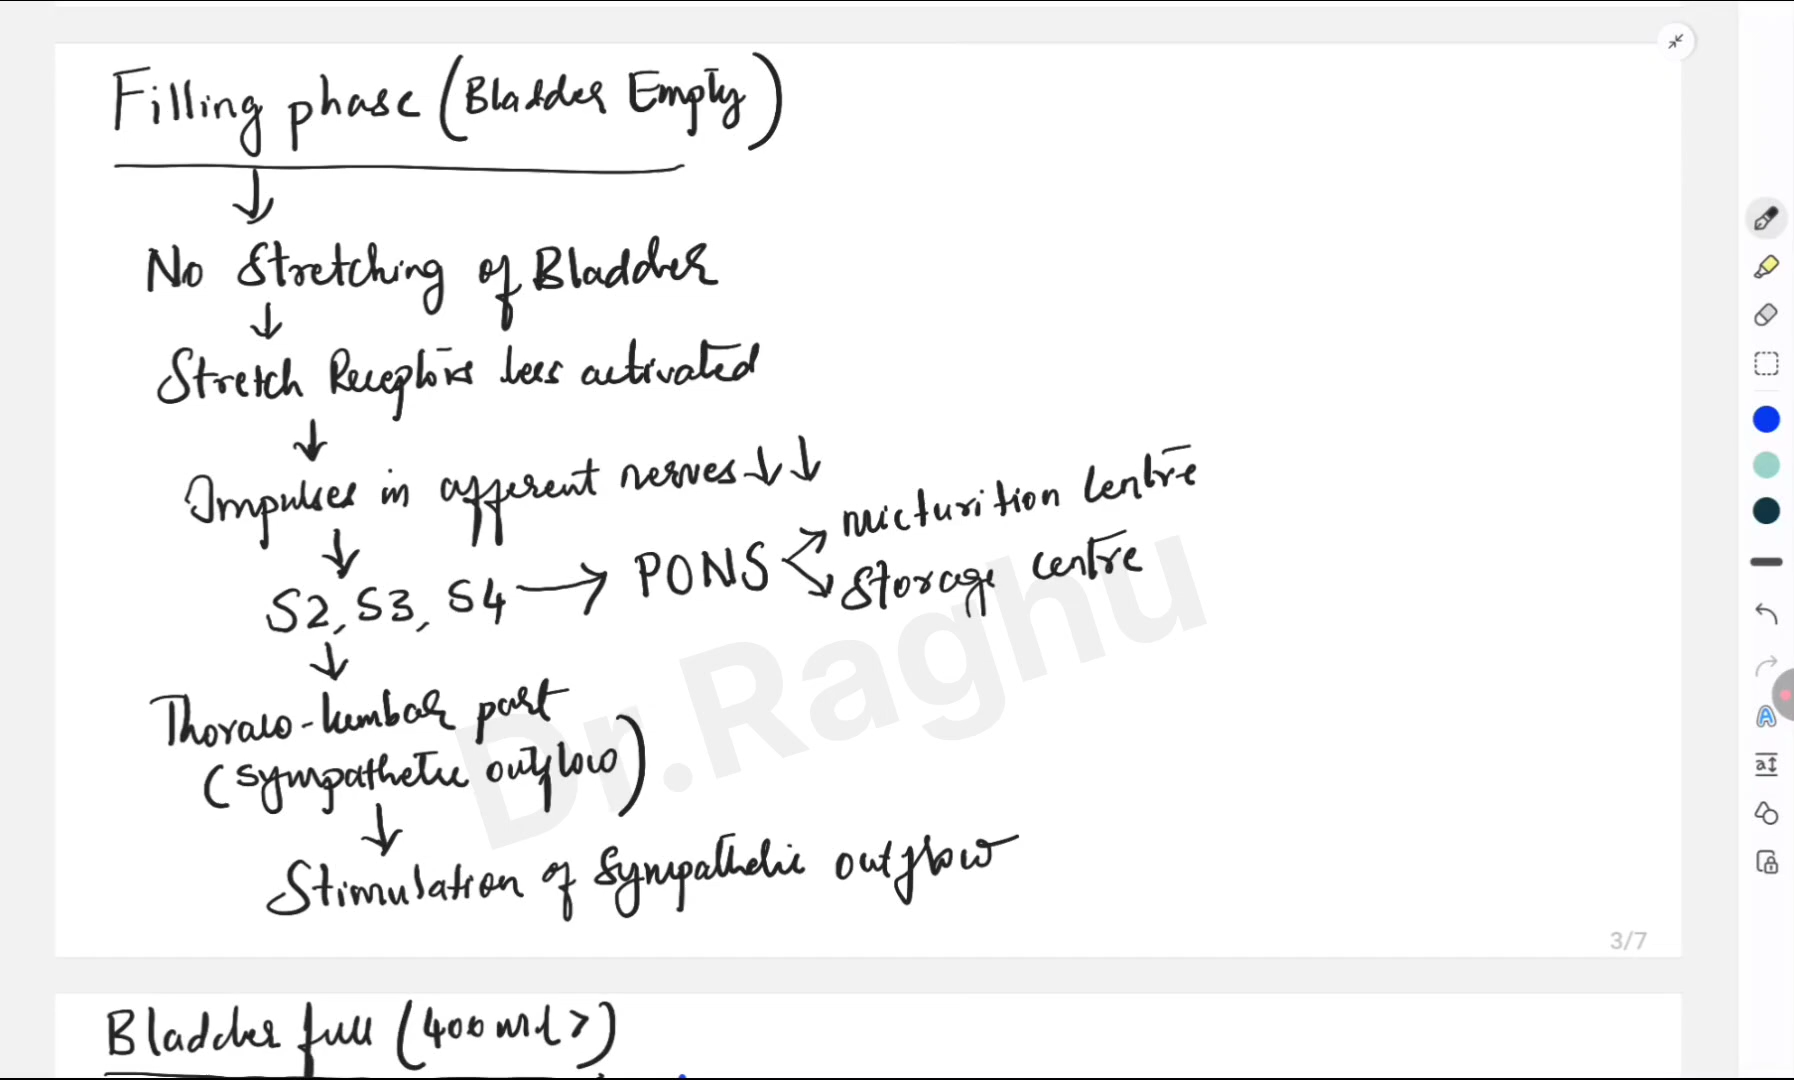 Filling phase (Bladder Empty)
↓
No Stretching of Bladder
↓
Stretch Receptors less activated
↓
Impulses in afferent nerves ↓↓
↓
micturition centre
S2, S3, S4 → PONS
storage centre
↓
Thoraco-lumbar part
(sympathetic outflow)
↓
Stimulation of sympathetic outflow
Dr.Raghu
3/7
Bladder full (400ml >)